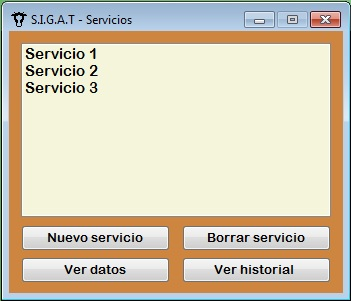 S.I.G.A.T - Servicios
Servicio 1
Servicio 2
Servicio 3
Nuevo servicio
Borrar servicio
Ver datos
Ver historial